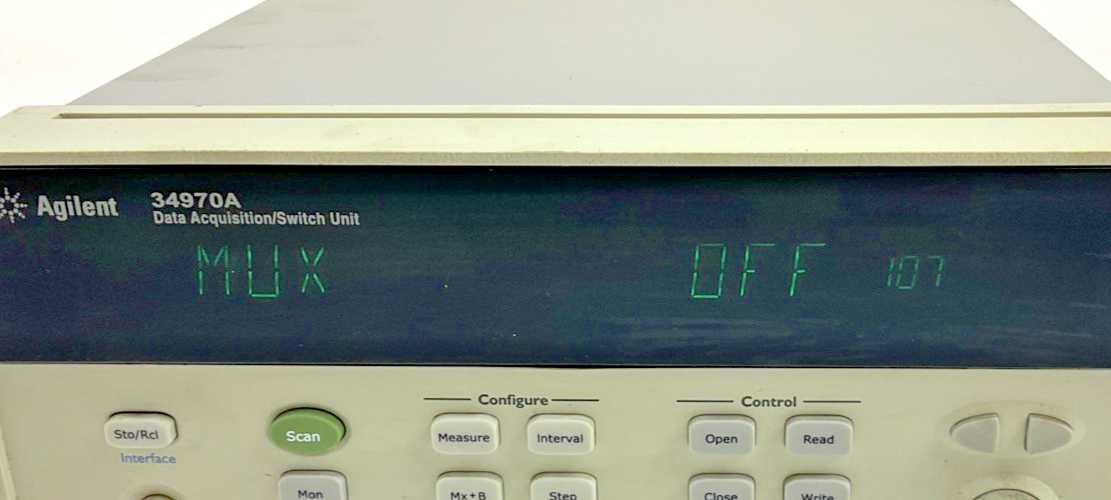 Agilent 34970A
Data Acquisition/Switch Unit
MUX OFF 107
Configure Control
Sto/Rcl Scan Measure Interval Open Read
Interface
Mon Mx+B Step Close Write